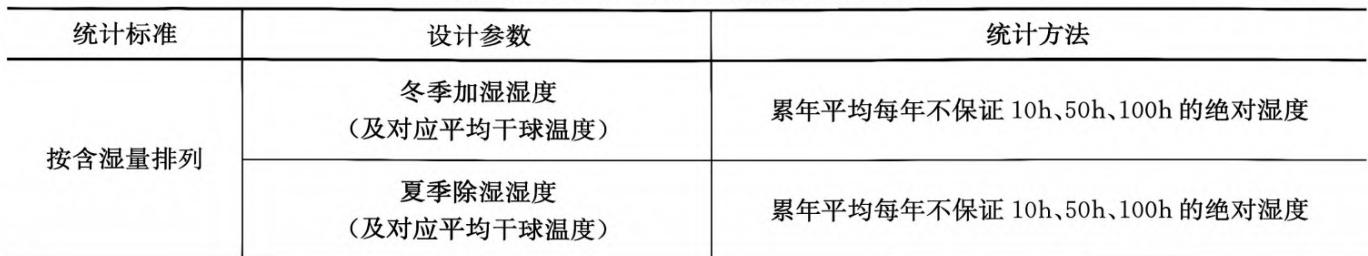 统计标准 设计参数 统计方法
按含湿量排列
冬季加湿湿度
（及对应平均干球温度）
累年平均每年不保证 10h、50h、100h 的绝对湿度
夏季除湿湿度
（及对应平均干球温度）
累年平均每年不保证 10h、50h、100h 的绝对湿度